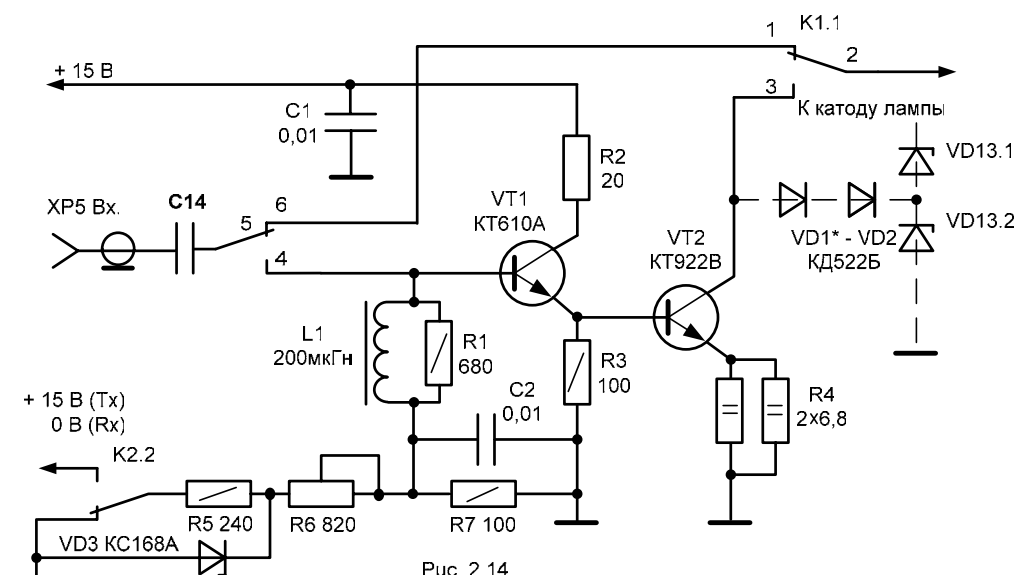 K1.1
1
2
3
+ 15 В
C1
0,01
К катоду лампы
R2
20
VD13.1
XP5 Вх.
C14
5
6
4
VT1
КТ610А
VT2
КТ922В
VD1* - VD2
КД522Б
VD13.2
L1
200мкГн
R1
680
R3
100
C2
0,01
R4
2x6,8
+ 15 В (Tx)
0 В (Rx)
K2.2
R5 240
R6 820
R7 100
VD3 КС168А
Рис. 2.14